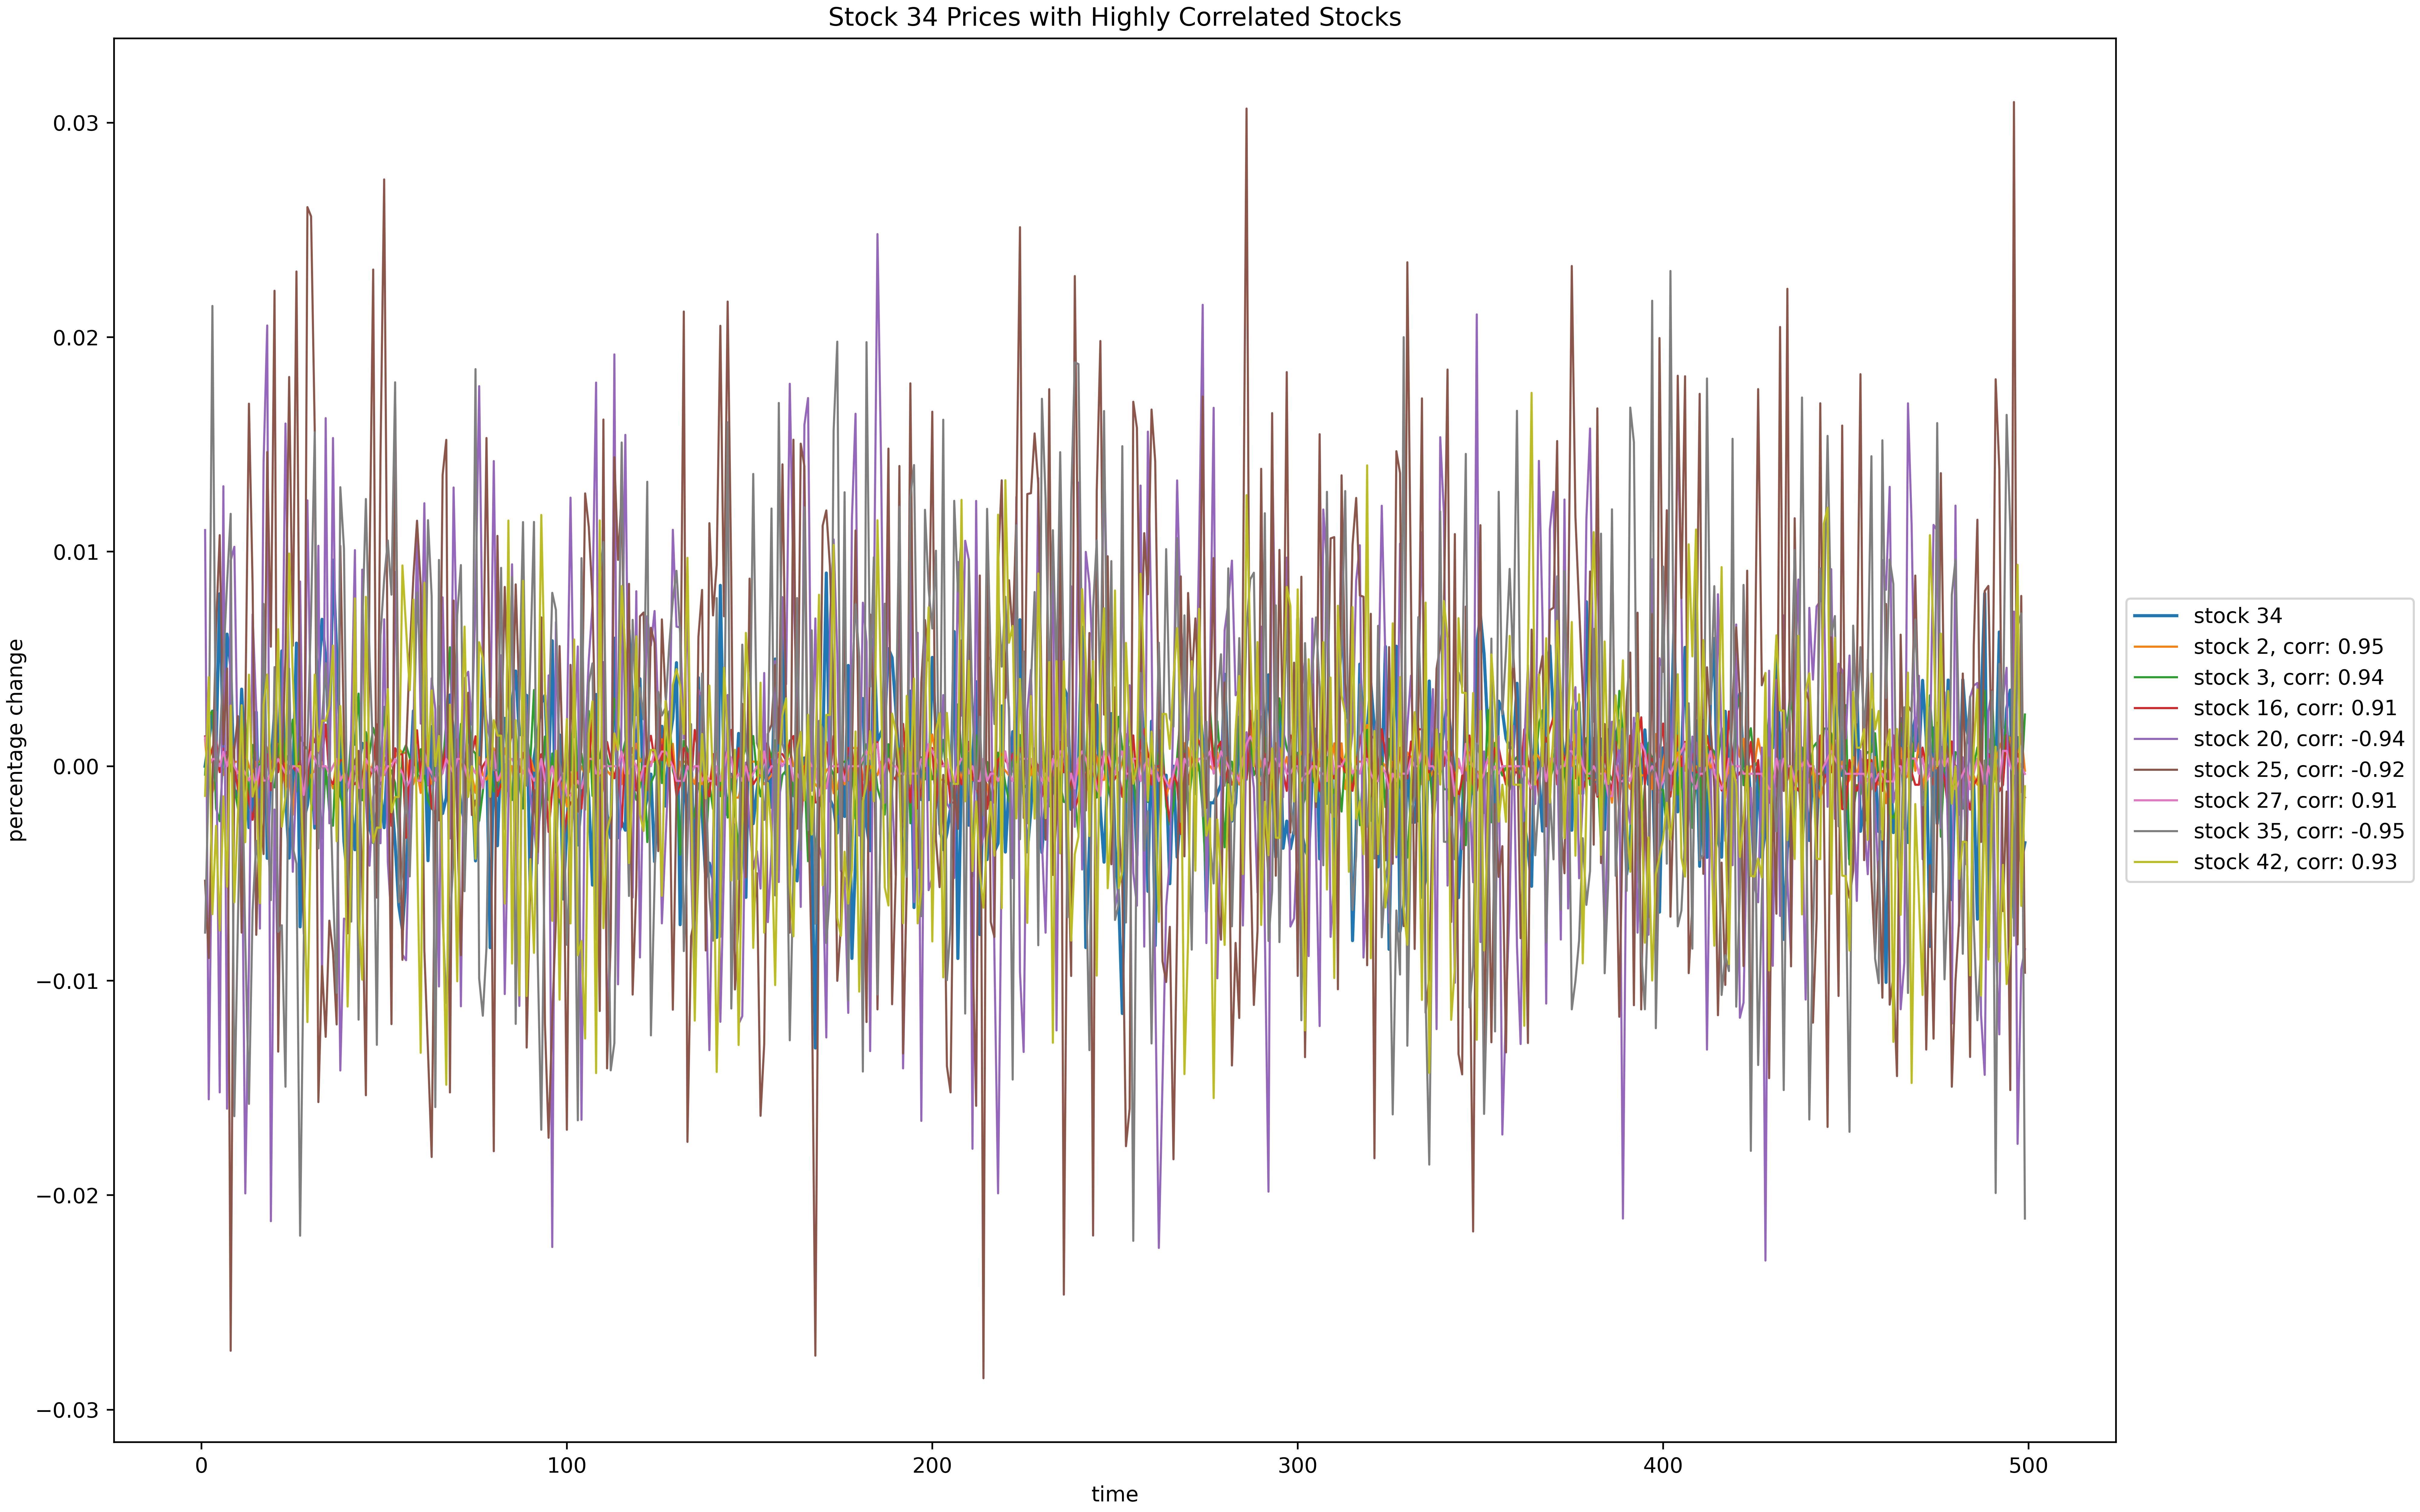 Stock 34 Prices with Highly Correlated Stocks
percentage change
0.03
0.02
0.01
0.00
−0.01
−0.02
−0.03
0
100
200
300
400
500
time
stock 34
stock 2, corr: 0.95
stock 3, corr: 0.94
stock 16, corr: 0.91
stock 20, corr: -0.94
stock 25, corr: -0.92
stock 27, corr: 0.91
stock 35, corr: -0.95
stock 42, corr: 0.93